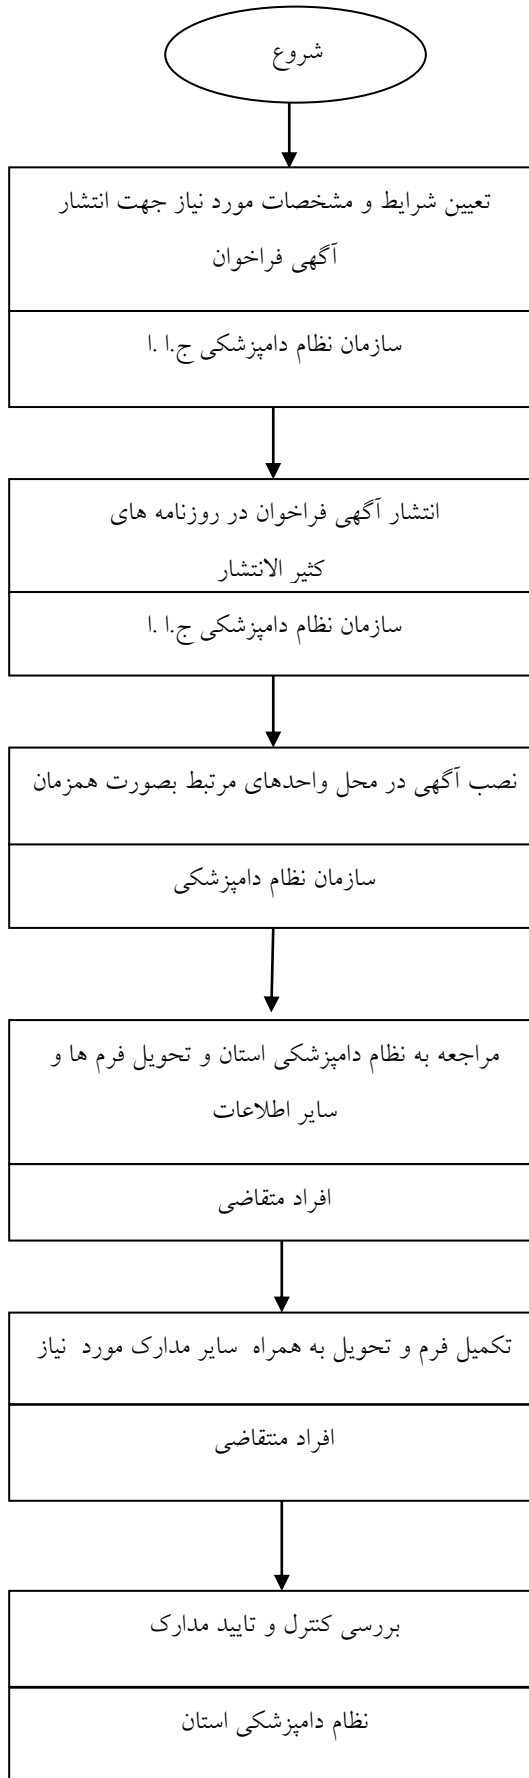 شروع
تعیین شرایط و مشخصات مورد نیاز جهت انتشار
آگهی فراخوان
سازمان نظام دامپزشکی ج.ا .ا
انتشار آگهی فراخوان در روزنامه های
کثیر الانتشار
سازمان نظام دامپزشکی ج.ا .ا
نصب آگهی در محل واحدهای مرتبط بصورت همزمان
سازمان نظام دامپزشکی
مراجعه به نظام دامپزشکی استان و تحویل فرم ها و
سایر اطلاعات
افراد متقاضی
تکمیل فرم و تحویل به همراه سایر مدارک مورد نیاز
افراد منتقاضی
بررسی کنترل و تایید مدارک
نظام دامپزشکی استان